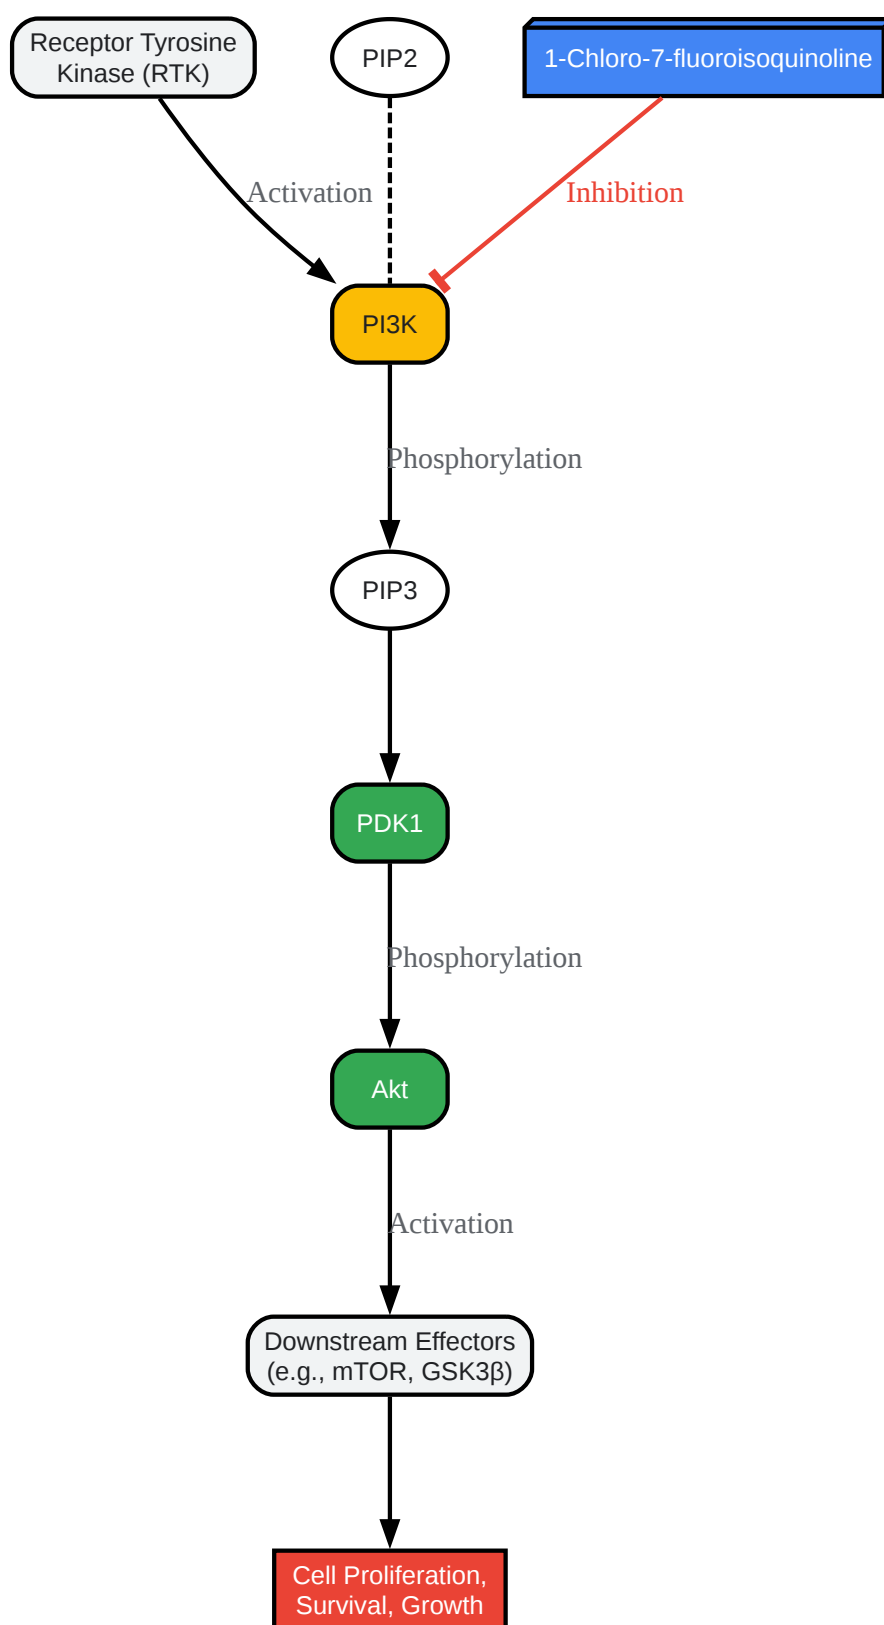 Receptor Tyrosine
Kinase (RTK)
PIP2
1-Chloro-7-fluoroisoquinoline
Activation
Inhibition
PI3K
Phosphorylation
PIP3
PDK1
Phosphorylation
Akt
Activation
Downstream Effectors
(e.g., mTOR, GSK3β)
Cell Proliferation,
Survival, Growth